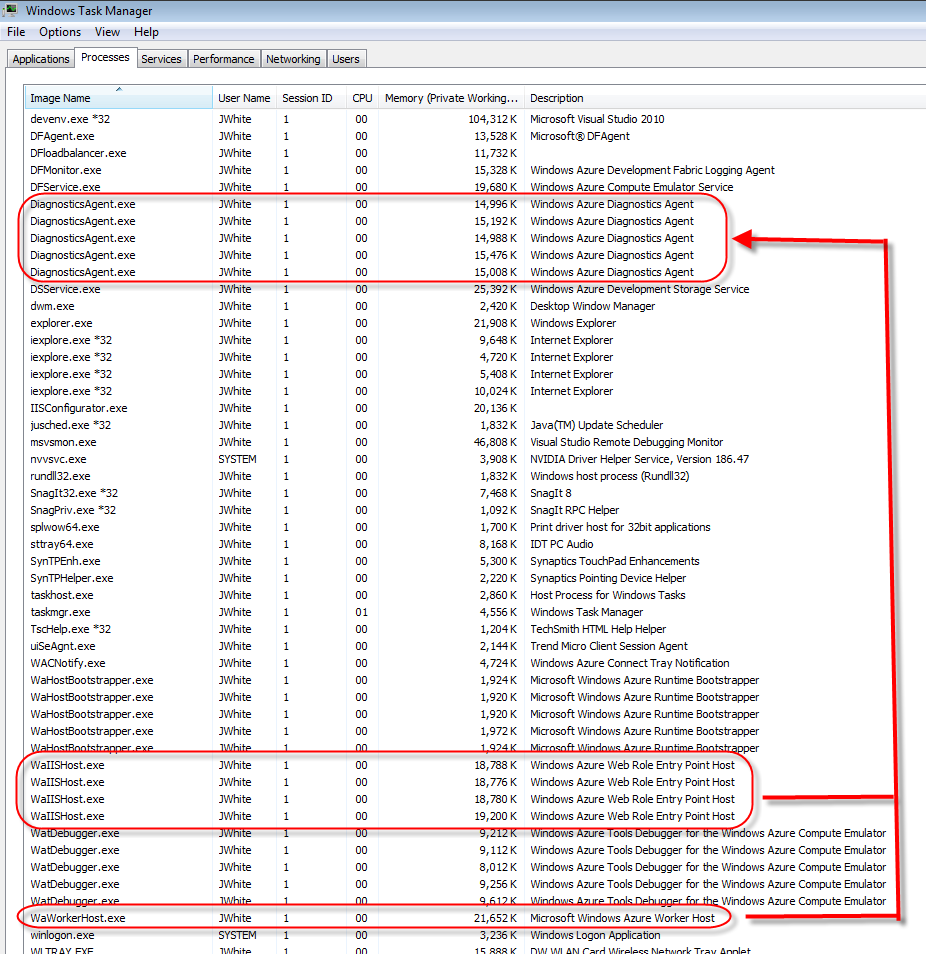 Windows Task Manager
File Options View Help
Applications Processes Services Performance Networking Users
Image Name User Name Session ID CPU Memory (Private Working... Description
devenv.exe *32 JWhite 1 00 104,312 K Microsoft Visual Studio 2010
DFAgent.exe JWhite 1 00 13,528 K Microsoft® DFAgent
DFloadbalancer.exe JWhite 1 00 11,732 K
DFMonitor.exe JWhite 1 00 15,328 K Windows Azure Development Fabric Logging Agent
DFService.exe JWhite 1 00 19,680 K Windows Azure Compute Emulator Service
DiagnosticsAgent.exe JWhite 1 00 14,996 K Windows Azure Diagnostics Agent
DiagnosticsAgent.exe JWhite 1 00 15,192 K Windows Azure Diagnostics Agent
DiagnosticsAgent.exe JWhite 1 00 14,988 K Windows Azure Diagnostics Agent
DiagnosticsAgent.exe JWhite 1 00 15,476 K Windows Azure Diagnostics Agent
DiagnosticsAgent.exe JWhite 1 00 15,008 K Windows Azure Diagnostics Agent
DSService.exe JWhite 1 00 25,392 K Windows Azure Development Storage Service
dwm.exe JWhite 1 00 2,420 K Desktop Window Manager
explorer.exe JWhite 1 00 21,908 K Windows Explorer
iexplore.exe *32 JWhite 1 00 9,648 K Internet Explorer
iexplore.exe *32 JWhite 1 00 4,720 K Internet Explorer
iexplore.exe *32 JWhite 1 00 5,408 K Internet Explorer
iexplore.exe *32 JWhite 1 00 10,024 K Internet Explorer
IISConfigurator.exe JWhite 1 00 20,136 K
jusched.exe *32 JWhite 1 00 1,832 K Java(TM) Update Scheduler
msvsmon.exe JWhite 1 00 46,808 K Visual Studio Remote Debugging Monitor
nvvsvc.exe SYSTEM 1 00 3,908 K NVIDIA Driver Helper Service, Version 186.47
rundll32.exe JWhite 1 00 1,832 K Windows host process (Rundll32)
SnagIt32.exe *32 JWhite 1 00 7,468 K SnagIt 8
SnagPriv.exe *32 JWhite 1 00 1,092 K SnagIt RPC Helper
splwow64.exe JWhite 1 00 1,700 K Print driver host for 32bit applications
sttray64.exe JWhite 1 00 8,168 K IDT PC Audio
SynTPEnh.exe JWhite 1 00 5,300 K Synaptics TouchPad Enhancements
SynTPHelper.exe JWhite 1 00 2,220 K Synaptics Pointing Device Helper
taskhost.exe JWhite 1 00 2,860 K Host Process for Windows Tasks
taskmgr.exe JWhite 1 01 4,556 K Windows Task Manager
TscHelp.exe *32 JWhite 1 00 1,204 K TechSmith HTML Help Helper
uiSeAgnt.exe JWhite 1 00 2,144 K Trend Micro Client Session Agent
WACNotify.exe JWhite 1 00 4,724 K Windows Azure Connect Tray Notification
WaHostBootstrapper.exe JWhite 1 00 1,924 K Microsoft Windows Azure Runtime Bootstrapper
WaHostBootstrapper.exe JWhite 1 00 1,920 K Microsoft Windows Azure Runtime Bootstrapper
WaHostBootstrapper.exe JWhite 1 00 1,920 K Microsoft Windows Azure Runtime Bootstrapper
WaHostBootstrapper.exe JWhite 1 00 1,972 K Microsoft Windows Azure Runtime Bootstrapper
WaHostBootstrapper.exe JWhite 1 00 1,924 K Microsoft Windows Azure Runtime Bootstrapper
WaIISHost.exe JWhite 1 00 18,788 K Windows Azure Web Role Entry Point Host
WaIISHost.exe JWhite 1 00 18,776 K Windows Azure Web Role Entry Point Host
WaIISHost.exe JWhite 1 00 18,780 K Windows Azure Web Role Entry Point Host
WaIISHost.exe JWhite 1 00 19,200 K Windows Azure Web Role Entry Point Host
WatDebugger.exe JWhite 1 00 9,212 K Windows Azure Tools Debugger for the Windows Azure Compute Emulator
WatDebugger.exe JWhite 1 00 9,112 K Windows Azure Tools Debugger for the Windows Azure Compute Emulator
WatDebugger.exe JWhite 1 00 8,012 K Windows Azure Tools Debugger for the Windows Azure Compute Emulator
WatDebugger.exe JWhite 1 00 9,256 K Windows Azure Tools Debugger for the Windows Azure Compute Emulator
WatDebugger.exe JWhite 1 00 9,612 K Windows Azure Tools Debugger for the Windows Azure Compute Emulator
WaWorkerHost.exe JWhite 1 00 21,652 K Microsoft Windows Azure Worker Host
winlogon.exe SYSTEM 1 00 3,236 K Windows Logon Application
WLTRAY.EXE JWhite 1 00 15,888 K DW WLAN Card Wireless Network Tray Applet